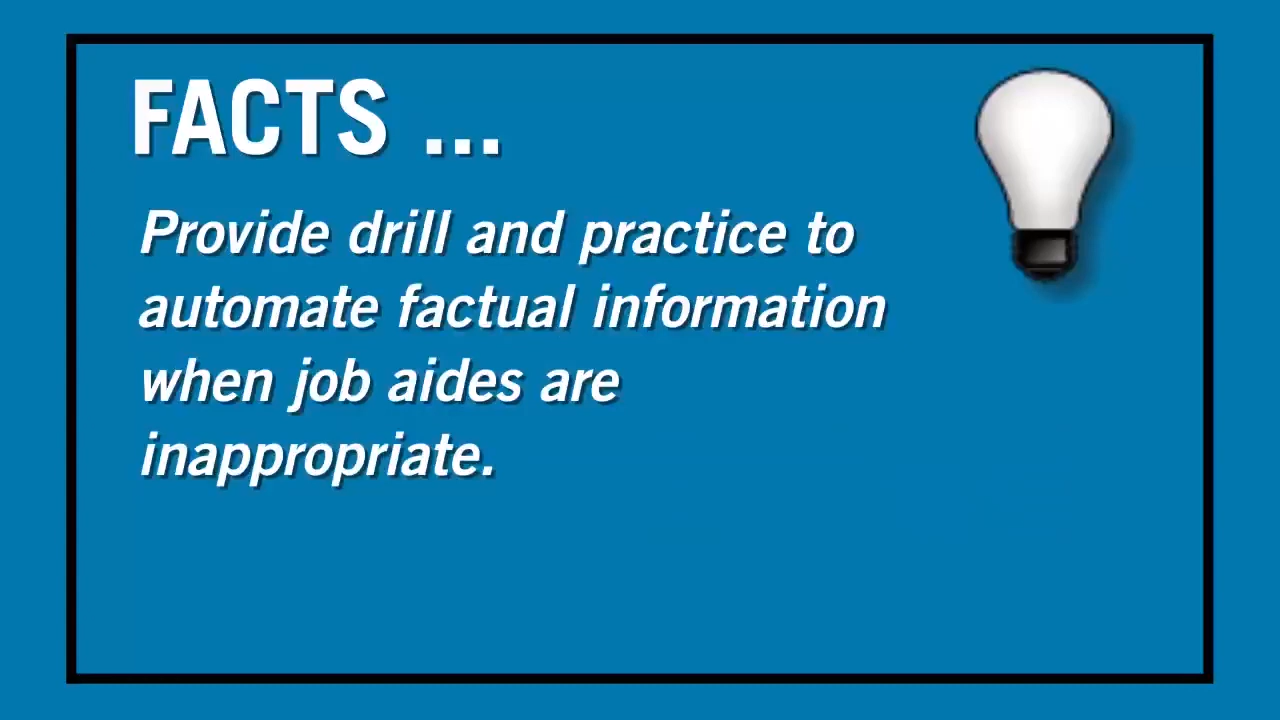 FACTS ...
Provide drill and practice to
automate factual information
when job aides are
inappropriate.